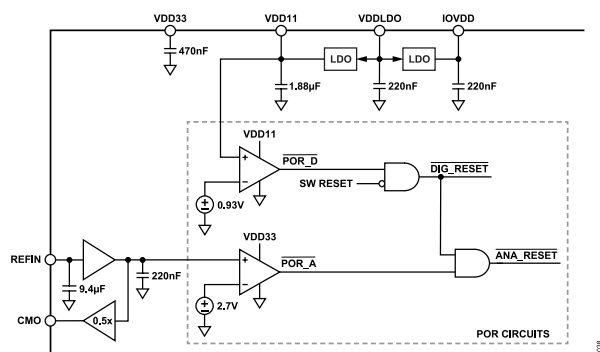 VDD33 VDD11 VDDLDO IOVDD
470nF
LDO LDO
1.88µF 220nF 220nF
VDD11
+
POR_D
DIG_RESET
SW RESET
–
±
0.93V
VDD33
REFIN
+
POR_A
ANA_RESET
220nF
9.4µF
–
±
2.7V
CMO
0.5x
POR CIRCUITS